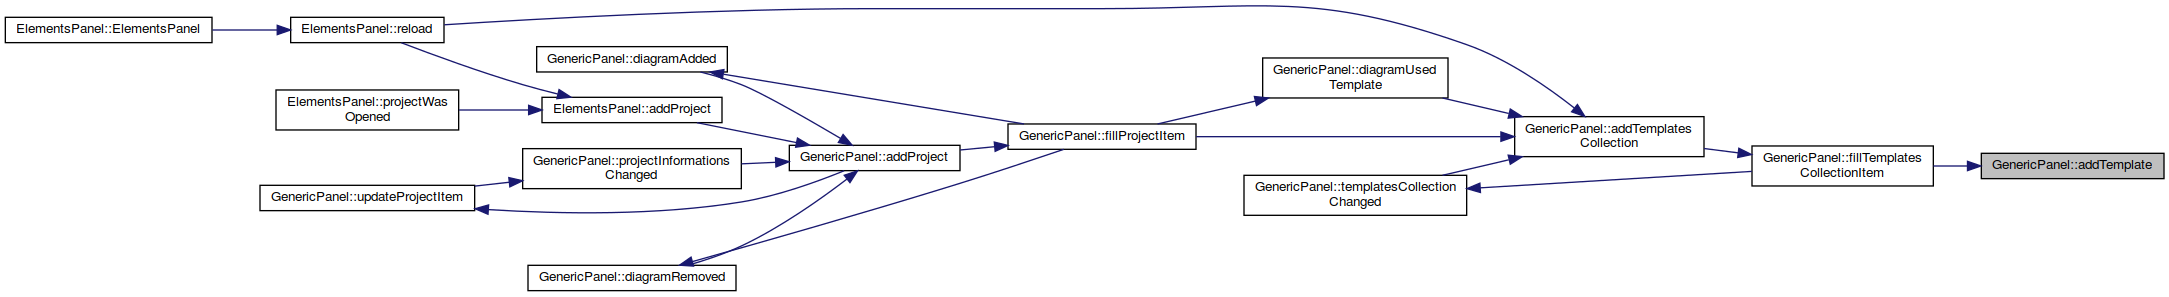 ElementsPanel::ElementsPanel
ElementsPanel::reload
GenericPanel::diagramAdded
ElementsPanel::projectWas
Opened
ElementsPanel::addProject
GenericPanel::projectInformations
Changed
GenericPanel::updateProjectItem
GenericPanel::diagramRemoved
GenericPanel::addProject
GenericPanel::fillProjectItem
GenericPanel::diagramUsed
Template
GenericPanel::templatesCollection
Changed
GenericPanel::addTemplates
Collection
GenericPanel::fillTemplates
CollectionItem
GenericPanel::addTemplate